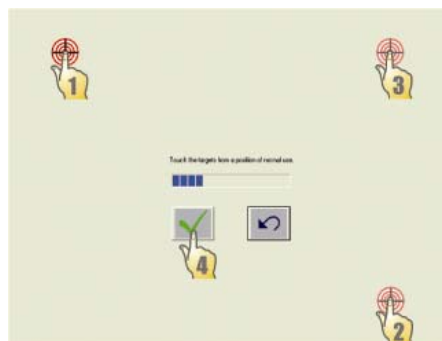 1
3
Touch the targets from a position of normal use.
4
2